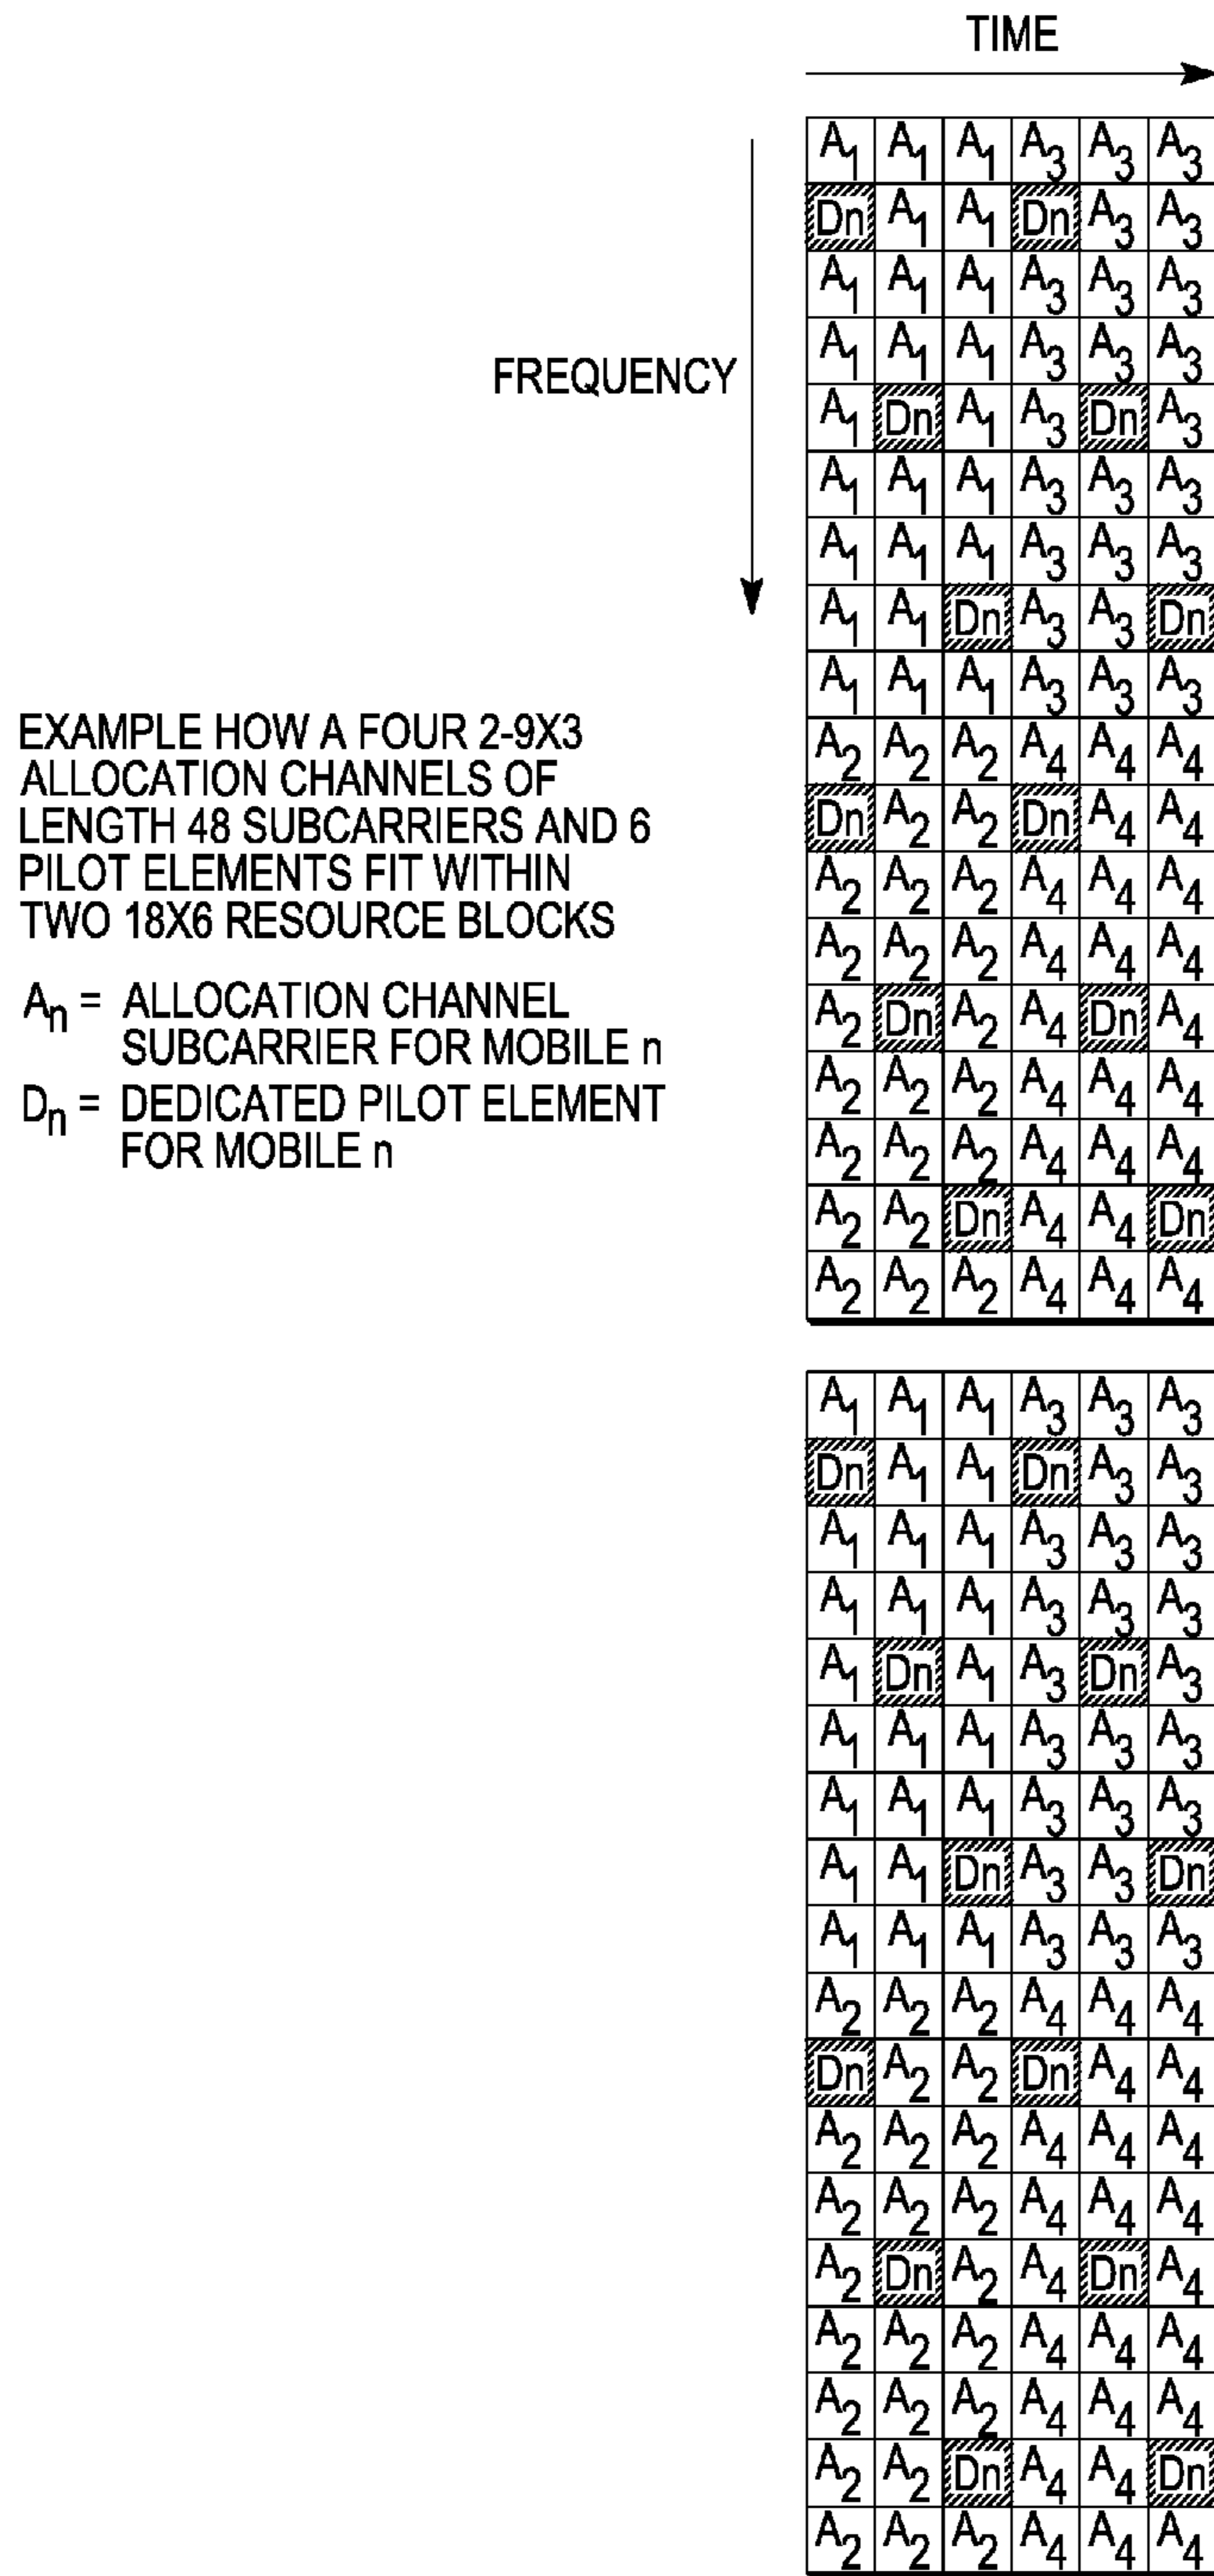 TIME
FREQUENCY
EXAMPLE HOW A FOUR 2-9X3
ALLOCATION CHANNELS OF
LENGTH 48 SUBCARRIERS AND 6
PILOT ELEMENTS FIT WITHIN
TWO 18X6 RESOURCE BLOCKS
An = ALLOCATION CHANNEL
SUBCARRIER FOR MOBILE n
Dn = DEDICATED PILOT ELEMENT
FOR MOBILE n
A1 A1 A1 A3 A3 A3
Dn A1 A1 Dn A3 A3
A1 A1 A1 A3 A3 A3
A1 A1 A1 A3 A3 A3
A1 Dn A1 A3 Dn A3
A1 A1 A1 A3 A3 A3
A1 A1 A1 A3 A3 A3
A1 A1 Dn A3 A3 Dn
A1 A1 A1 A3 A3 A3
A2 A2 A2 A4 A4 A4
Dn A2 A2 Dn A4 A4
A2 A2 A2 A4 A4 A4
A2 A2 A2 A4 A4 A4
A2 Dn A2 A4 Dn A4
A2 A2 A2 A4 A4 A4
A2 A2 A2 A4 A4 A4
A2 A2 Dn A4 A4 Dn
A2 A2 A2 A4 A4 A4
A1 A1 A1 A3 A3 A3
Dn A1 A1 Dn A3 A3
A1 A1 A1 A3 A3 A3
A1 A1 A1 A3 A3 A3
A1 Dn A1 A3 Dn A3
A1 A1 A1 A3 A3 A3
A1 A1 A1 A3 A3 A3
A1 A1 Dn A3 A3 Dn
A1 A1 A1 A3 A3 A3
A2 A2 A2 A4 A4 A4
Dn A2 A2 Dn A4 A4
A2 A2 A2 A4 A4 A4
A2 A2 A2 A4 A4 A4
A2 Dn A2 A4 Dn A4
A2 A2 A2 A4 A4 A4
A2 A2 A2 A4 A4 A4
A2 A2 Dn A4 A4 Dn
A2 A2 A2 A4 A4 A4